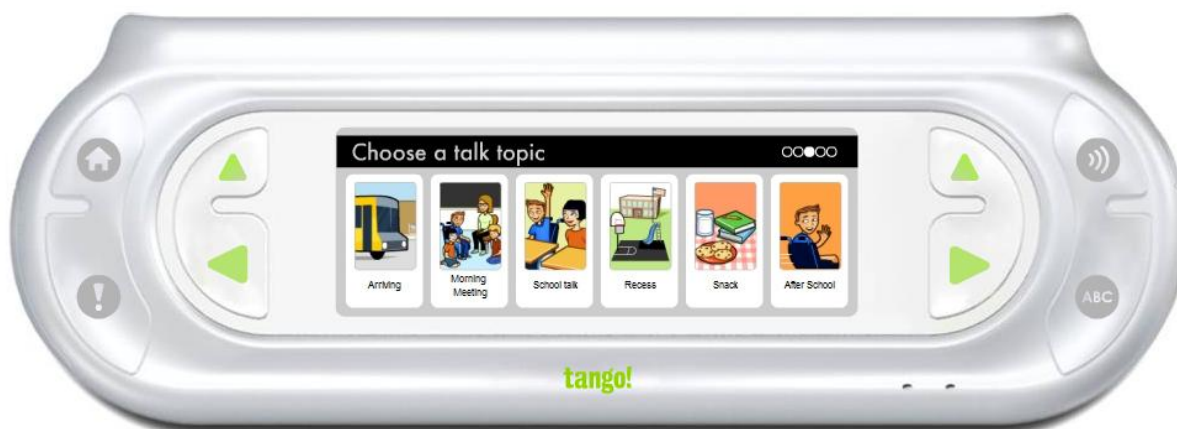 Choose a talk topic
Arriving
Morning
Meeting
School talk
Recess
Snack
After School
ABC
tango!